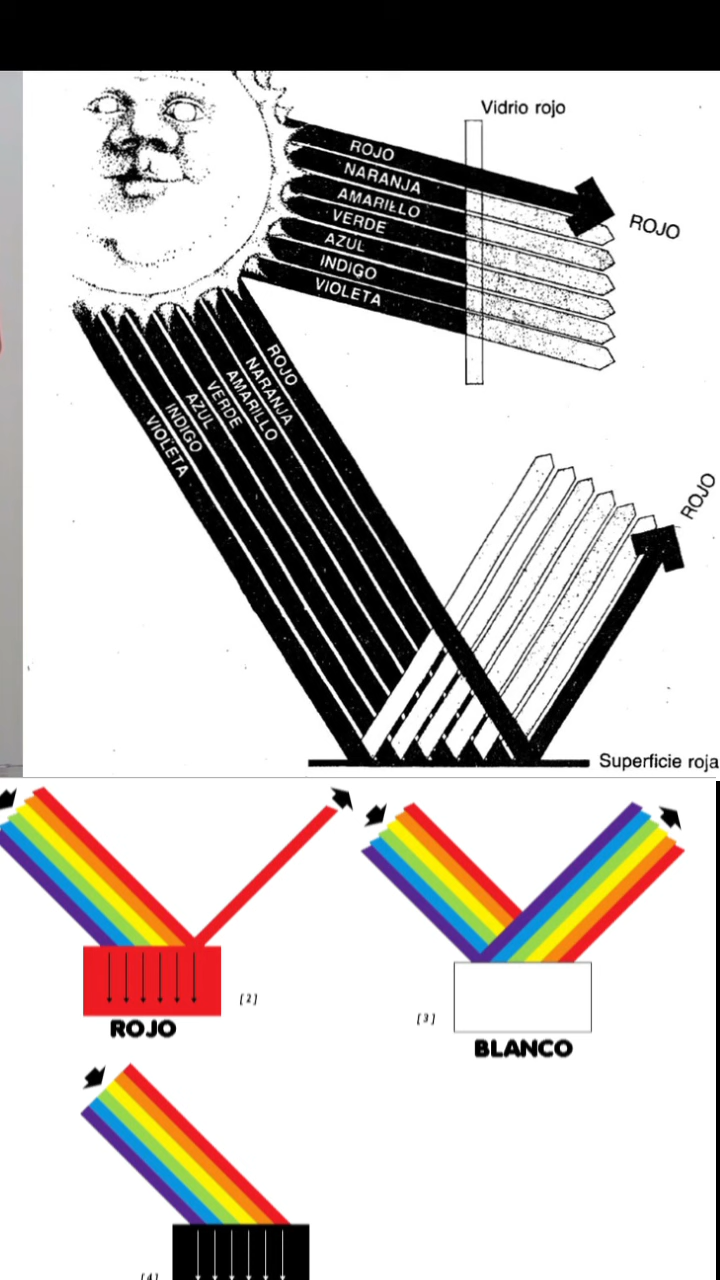 Vidrio rojo
ROJO
NARANJA
AMARILLO
VERDE
AZUL
INDIGO
VIOLETA
ROJO
ROJO
NARANJA
AMARILLO
VERDE
AZUL
INDIGO
VIOLETA
ROJO
Superficie roja
[2]
ROJO
[3]
BLANCO
[4]